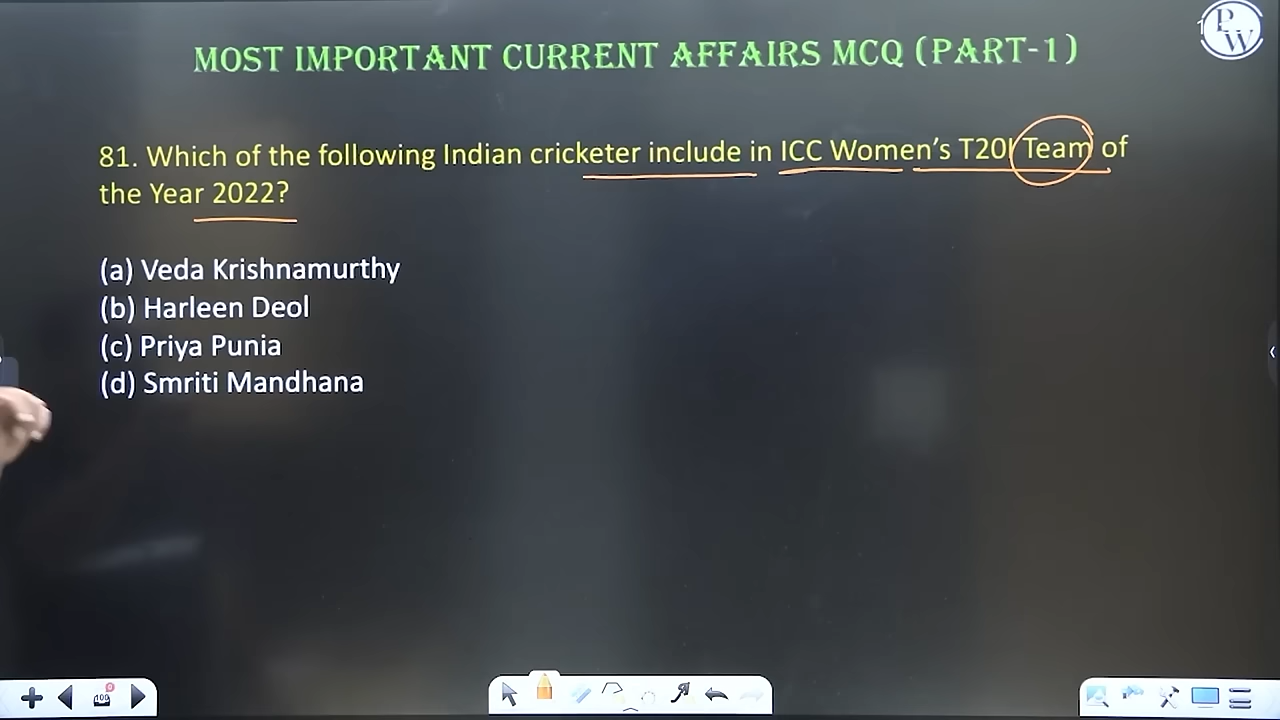 PW
MOST IMPORTANT CURRENT AFFAIRS MCQ (PART-1)
81. Which of the following Indian cricketer include in ICC Women's T20I Team of
the Year 2022?
(a) Veda Krishnamurthy
(b) Harleen Deol
(c) Priya Punia
(d) Smriti Mandhana